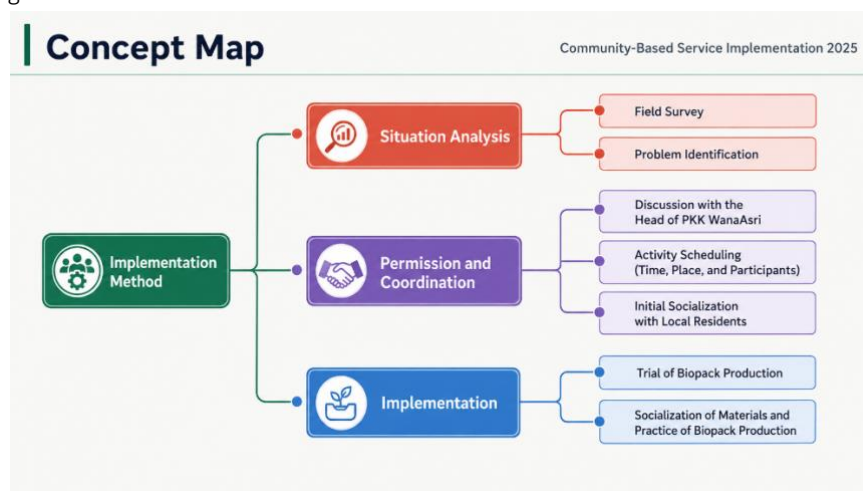 Concept Map
Community-Based Service Implementation 2025
Implementation
Method
Situation Analysis
Field Survey
Problem Identification
Permission and
Coordination
Discussion with the
Head of PKK WanaAsri
Activity Scheduling
(Time, Place, and Participants)
Initial Socialization
with Local Residents
Implementation
Trial of Biopack Production
Socialization of Materials and
Practice of Biopack Production